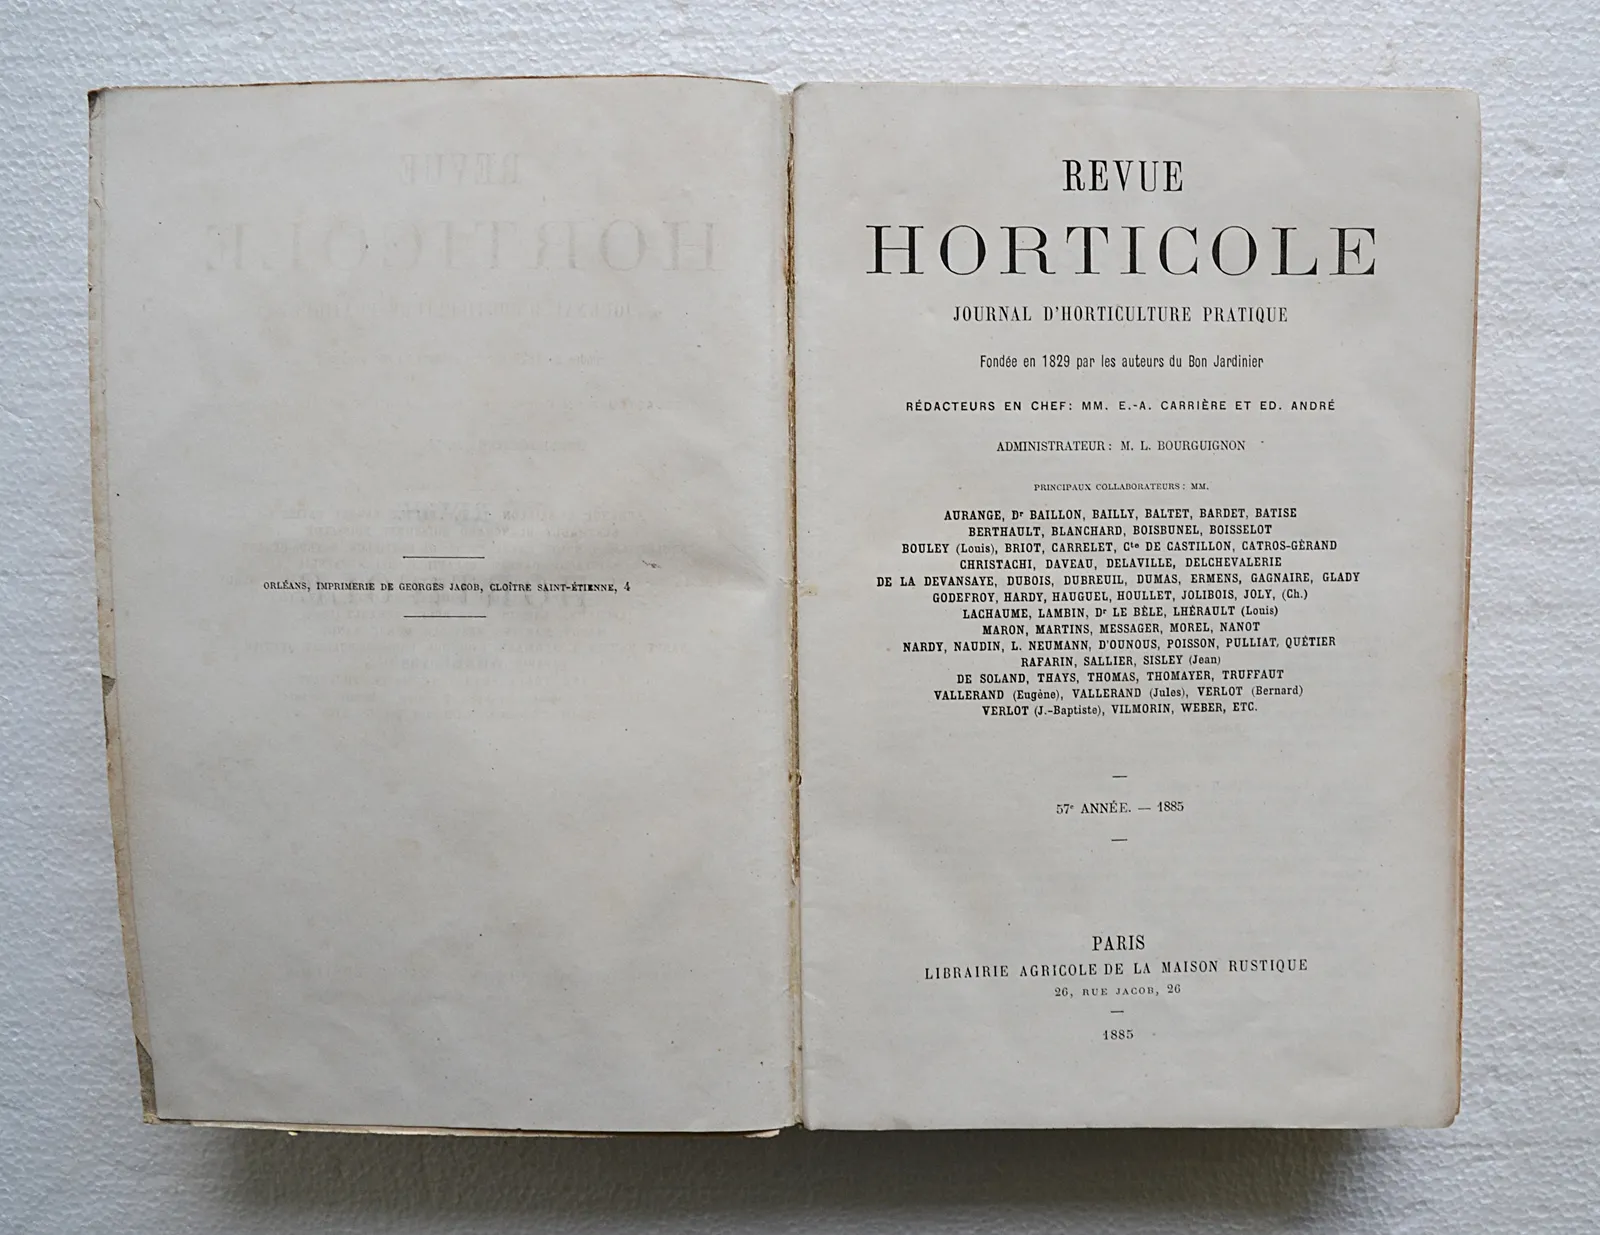 ORLÉANS, IMPRIMERIE DE GEORGES JACOB, CLOÎTRE SAINT-ÉTIENNE, 4
REVUE
HORTICOLE
JOURNAL D'HORTICULTURE PRATIQUE
Fondée en 1829 par les auteurs du Bon Jardinier
RÉDACTEURS EN CHEF: MM. E.-A. CARRIÈRE ET ED. ANDRÉ
ADMINISTRATEUR: M. L. BOURGUIGNON
PRINCIPAUX COLLABORATEURS: MM.
AURANGE, Dr BAILLON, BAILLY, BALTET, BARDET, BATISE
BERTHAULT, BLANCHARD, BOISBUNEL, BOISSELOT
BOULEY (Louis), BRIOT, CARRELET, Cte DE CASTILLON, CATROS-GÉRAND
CHRISTACHI, DAVEAU, DELAVILLE, DELCHEVALERIE
DE LA DEVANSAYE, DUBOIS, DUBREUIL, DUMAS, ERMENS, GAGNAIRE, GLADY
GODEFROY, HARDY, HAUGUEL, HOULLET, JOLIBOIS, JOLY, (Ch.)
LACHAUME, LAMBIN, Dr LE BÈLE, LHÉRAULT (Louis)
MARON, MARTINS, MESSAGER, MOREL, NANOT
NARDY, NAUDIN, L. NEUMANN, D'OUNOUS, POISSON, PULLIAT, QUÉTIER
RAFARIN, SALLIER, SISLEY (Jean)
DE SOLAND, THAYS, THOMAS, THOMAYER, TRUFFAUT
VALLERAND (Eugène), VALLERAND (Jules), VERLOT (Bernard)
VERLOT (J.-Baptiste), VILMORIN, WEBER, ETC.
57e ANNÉE. — 1885
PARIS
LIBRAIRIE AGRICOLE DE LA MAISON RUSTIQUE
26, RUE JACOB, 26
1885